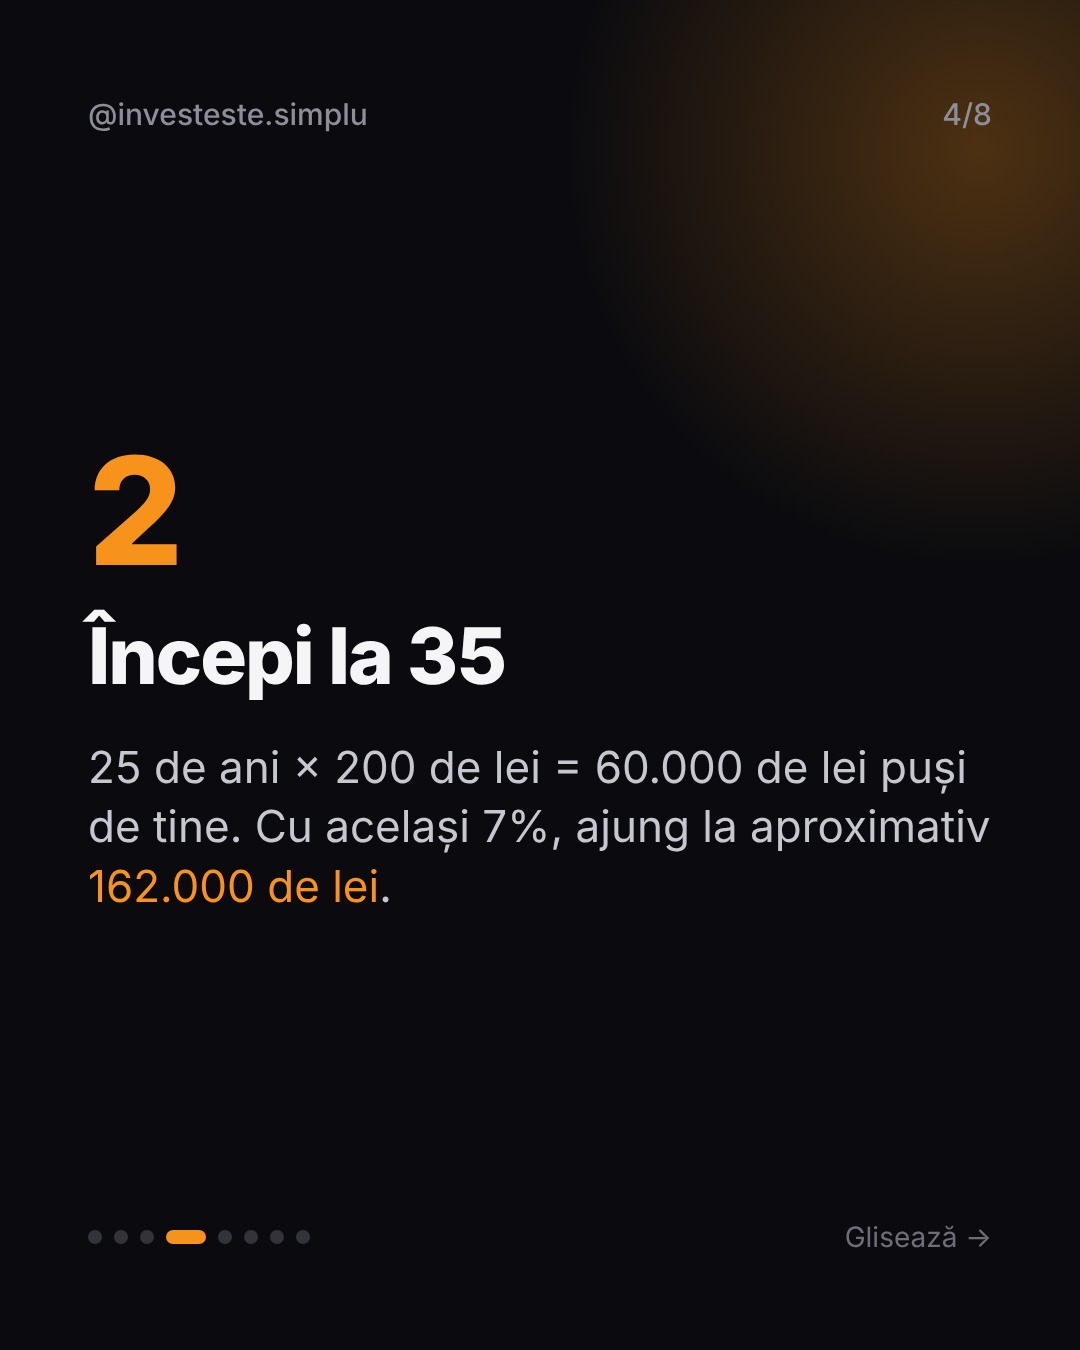 @investeste.simplu
4/8
2
Începi la 35
25 de ani × 200 de lei = 60.000 de lei puși
de tine. Cu același 7%, ajung la aproximativ
162.000 de lei.
Glisează →